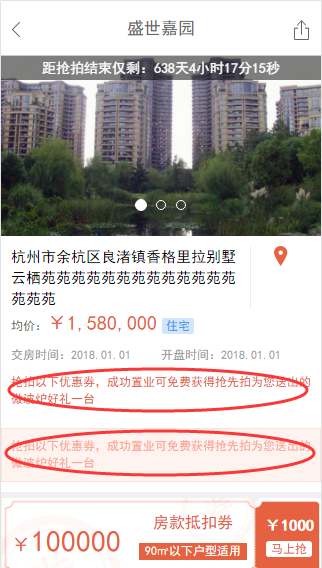 盛世嘉园
距抢拍结束仅剩：638天4小时17分15秒
杭州市余杭区良渚镇香格里拉别墅
云栖苑苑苑苑苑苑苑苑苑苑苑苑苑
苑苑苑
均价：￥1,580,000 住宅
交房时间：2018.01.01 开盘时间：2018.01.01
抢拍以下优惠券，成功置业可免费获得抢先拍为您送出的
微波炉好礼一台
抢拍以下优惠券，成功置业可免费获得抢先拍为您送出的
微波炉好礼一台
￥100000 房款抵扣券 ￥1000
90㎡以下户型适用 马上抢